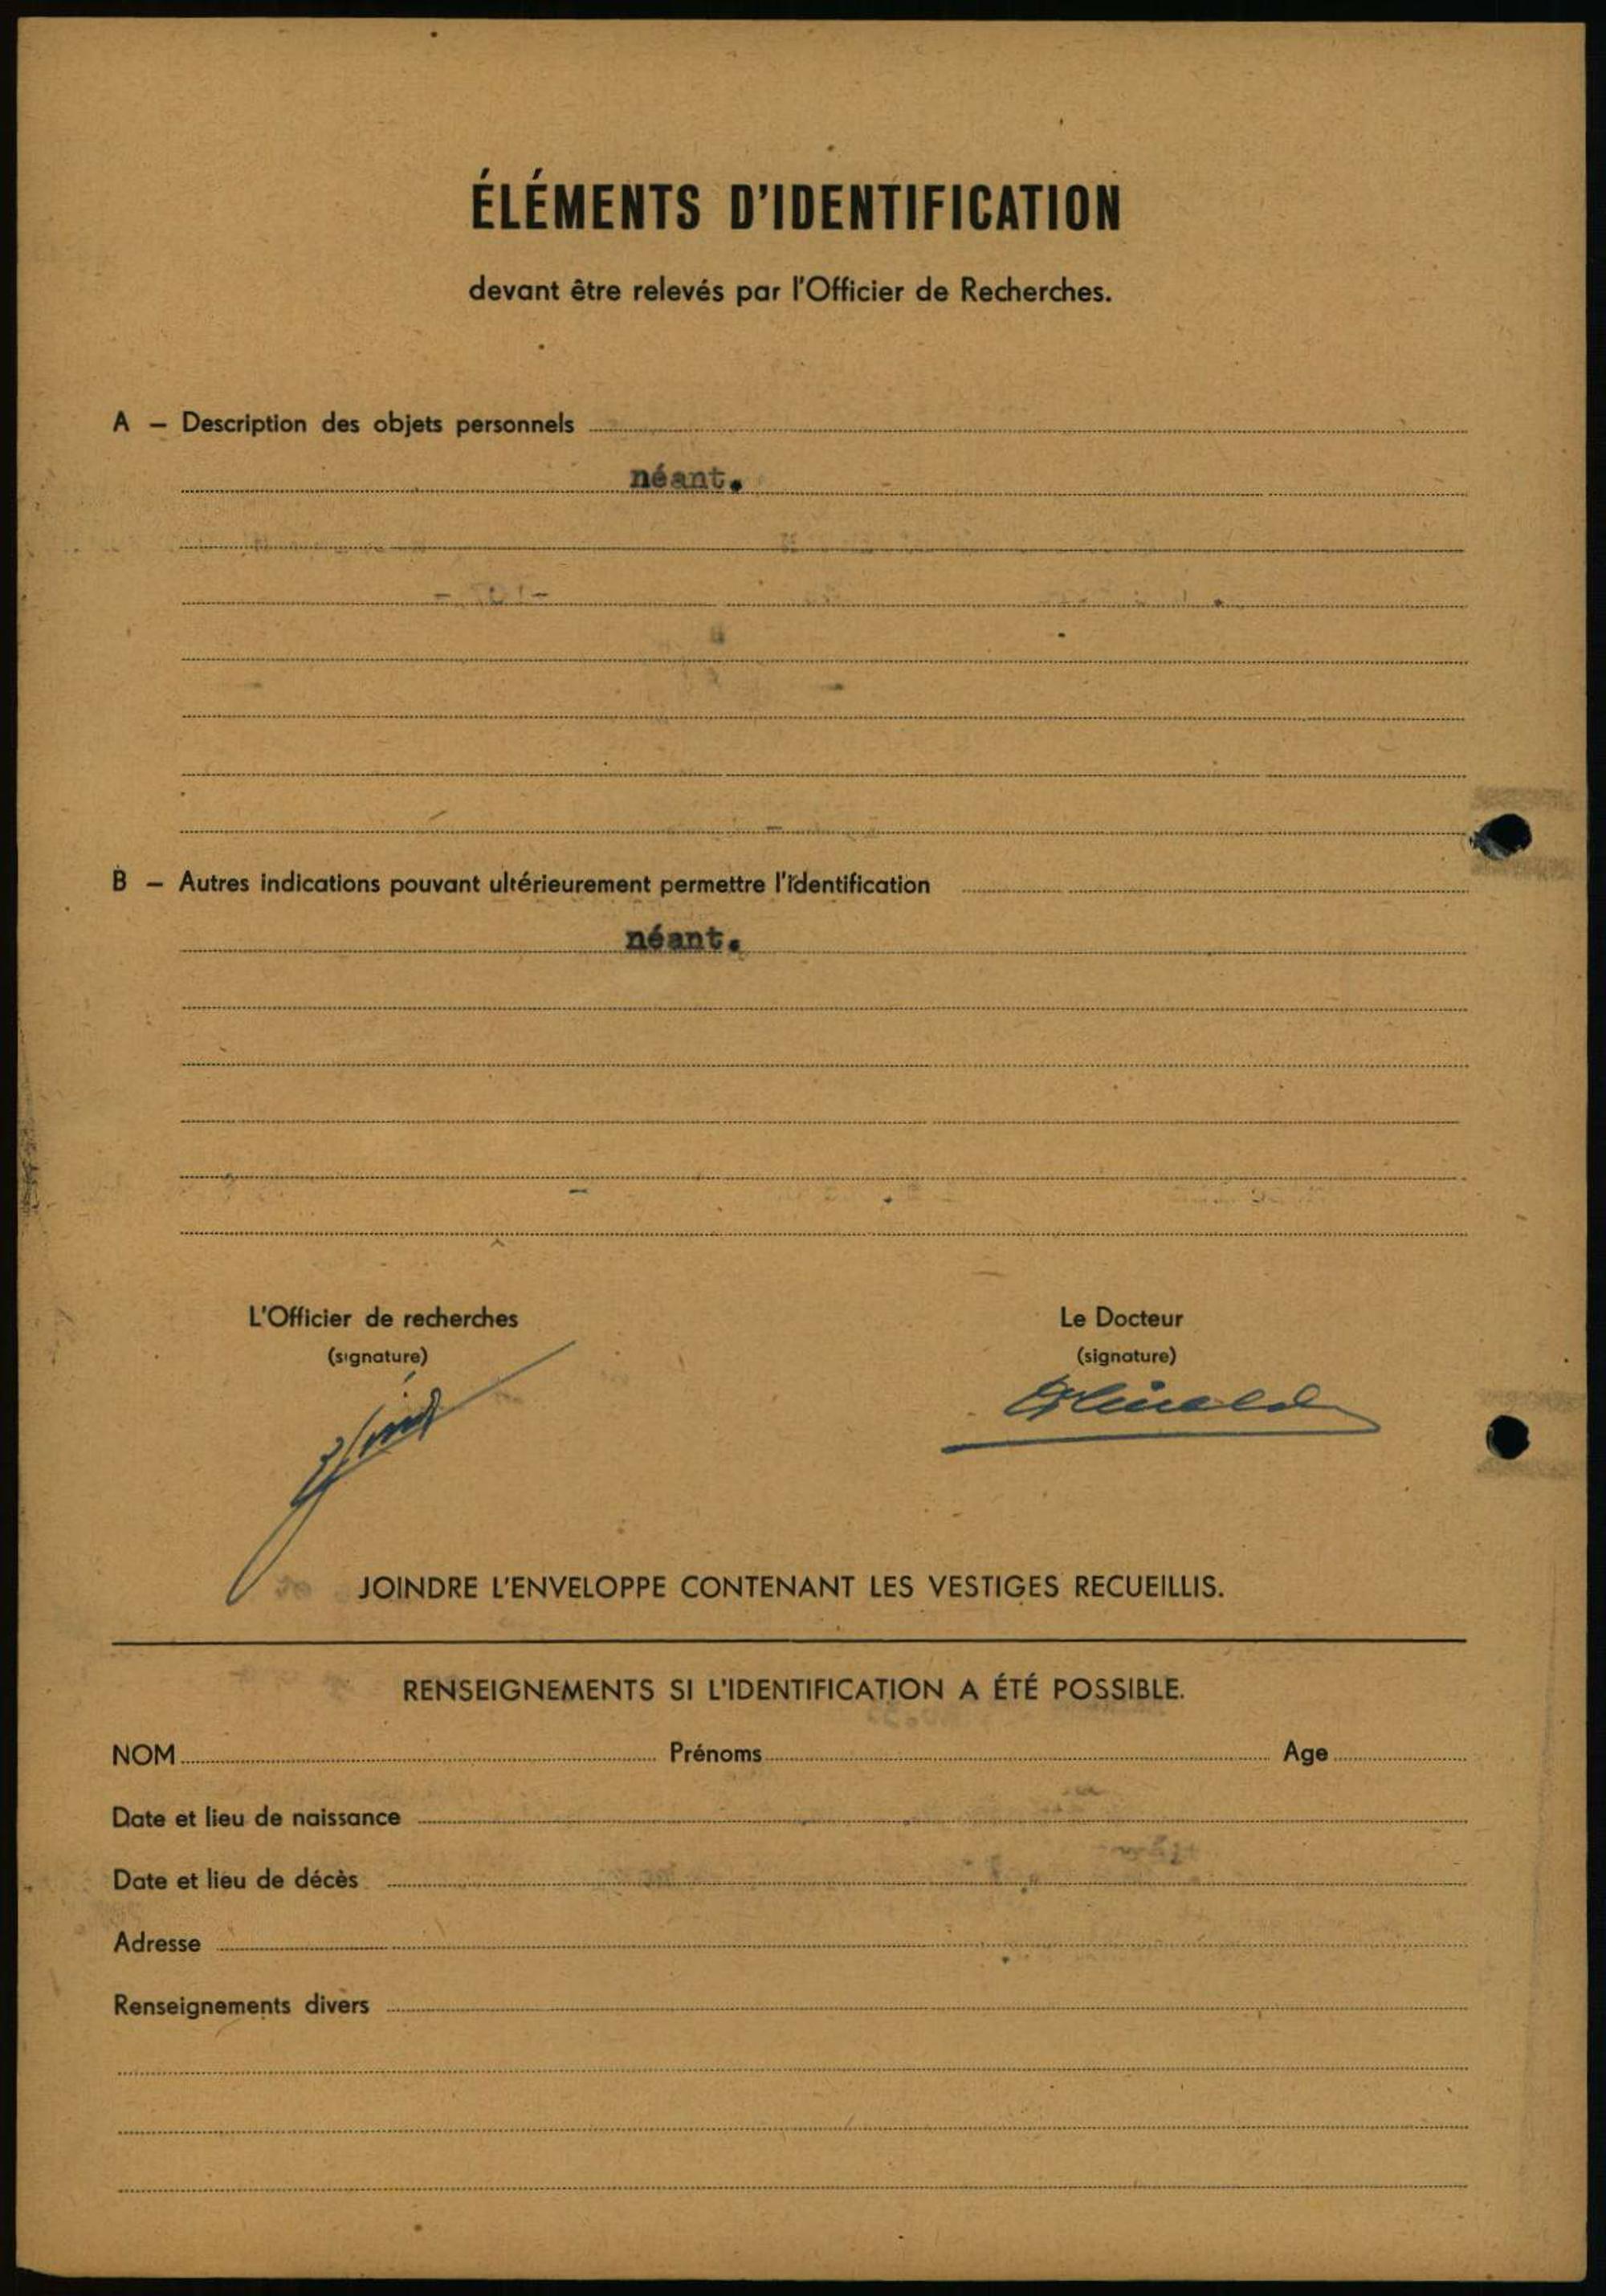 ÉLÉMENTS D'IDENTIFICATION
devant être relevés par l'Officier de Recherches.
A – Description des objets personnels
néant.
B – Autres indications pouvant ultérieurement permettre l'identification
néant.
L'Officier de recherches
(signature)
Le Docteur
(signature)
JOINDRE L'ENVELOPPE CONTENANT LES VESTIGES RECUEILLIS.
RENSEIGNEMENTS SI L'IDENTIFICATION A ÉTÉ POSSIBLE.
NOM Prénoms Age
Date et lieu de naissance
Date et lieu de décès
Adresse
Renseignements divers